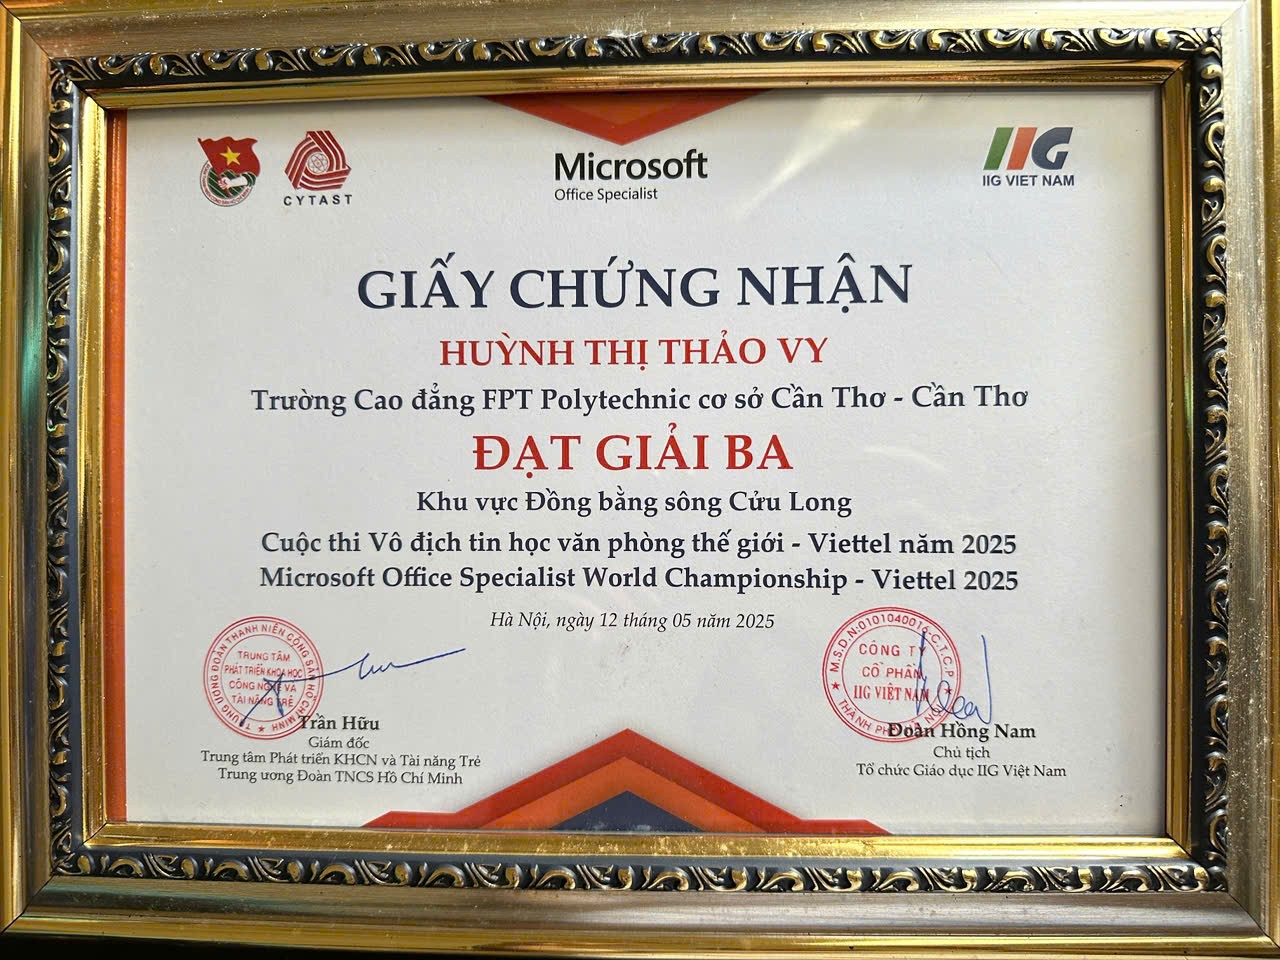 CYTAST
Microsoft
Office Specialist
IIG
IIG VIET NAM
GIẤY CHỨNG NHẬN
HUỲNH THỊ THẢO VY
Trường Cao đẳng FPT Polytechnic cơ sở Cần Thơ - Cần Thơ
ĐẠT GIẢI BA
Khu vực Đồng bằng sông Cửu Long
Cuộc thi Vô địch tin học văn phòng thế giới - Viettel năm 2025
Microsoft Office Specialist World Championship - Viettel 2025
Hà Nội, ngày 12 tháng 05 năm 2025
TRUNG ƯƠNG ĐOÀN THANH NIÊN CỘNG SẢN HỒ CHÍ MINH
TRUNG TÂM
PHÁT TRIỂN KHOA HỌC
CÔNG NGHỆ VÀ
TÀI NĂNG TRẺ
Trần Hữu
Giám đốc
Trung tâm Phát triển KHCN và Tài năng Trẻ
Trung ương Đoàn TNCS Hồ Chí Minh
M.S.D.N:0101040016-C.T.C.P
CÔNG TY
CỔ PHẦN
IIG VIỆT NAM
THÀNH PHỐ HÀ NỘI
Đoàn Hồng Nam
Chủ tịch
Tổ chức Giáo dục IIG Việt Nam